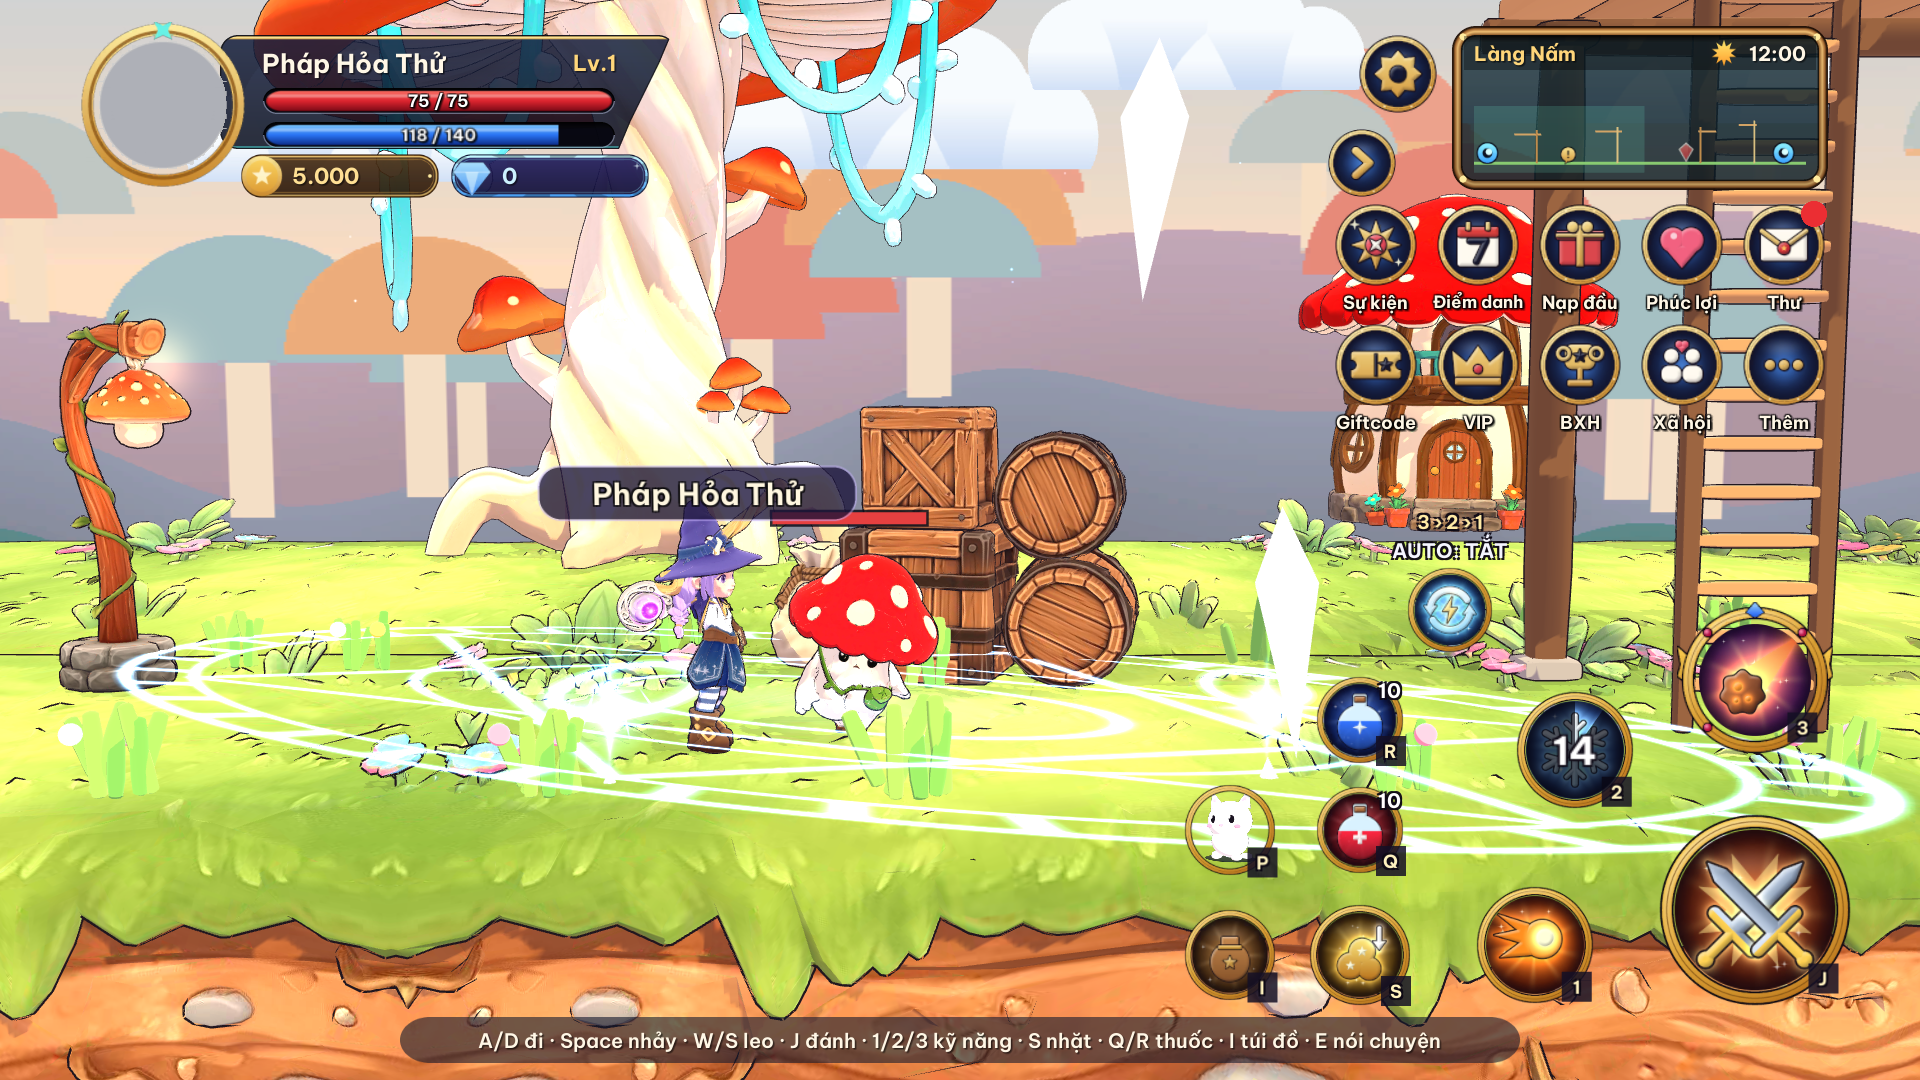 Pháp Hỏa Thử
Lv.1
75 / 75
118 / 140
5.000
0
Làng Nấm
12:00
7
Sự kiện
Điểm danh
Nạp đầu
Phúc lợi
Thư
Giftcode
VIP
BXH
Xã hội
Thêm
Pháp Hỏa Thử
3>2>1
AUTO: TẮT
10
R
3
14
2
10
Q
P
I
S
1
J
A/D đi · Space nhảy · W/S leo · J đánh · 1/2/3 kỹ năng · S nhặt · Q/R thuốc · I túi đồ · E nói chuyện